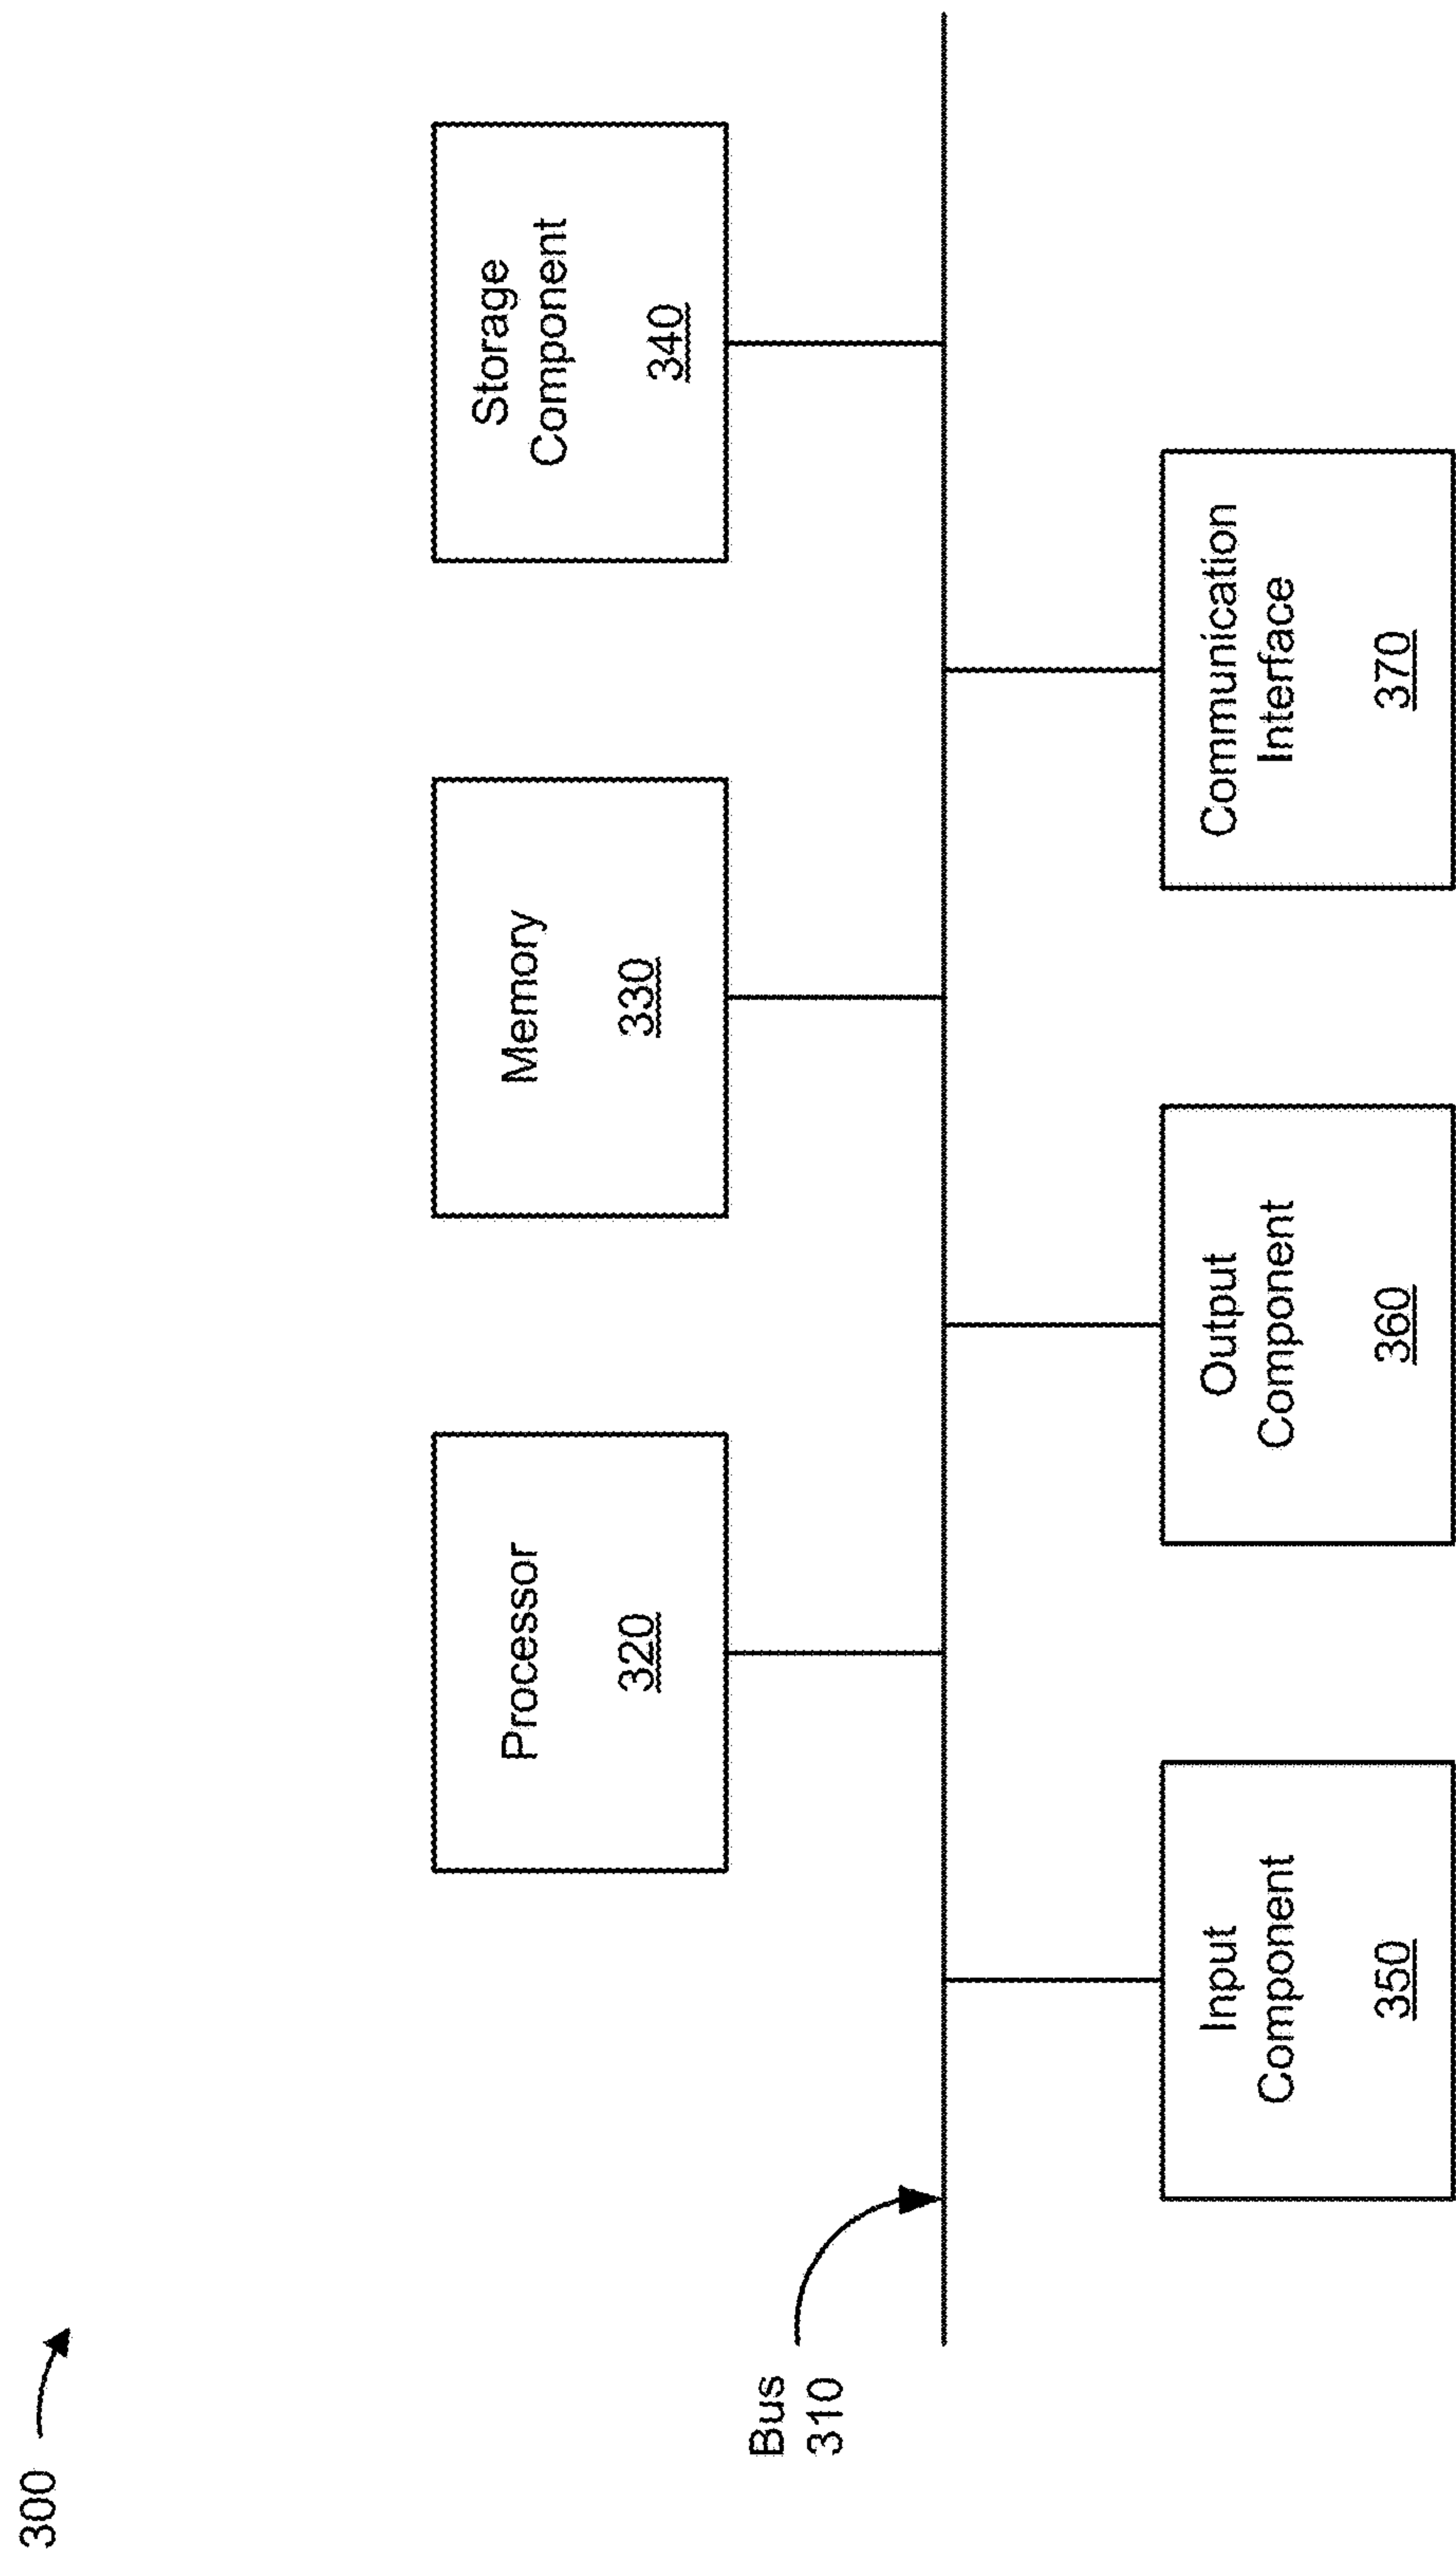 300
Processor
320
Memory
330
Storage
Component
340
Bus
310
Input
Component
350
Output
Component
360
Communication
Interface
370